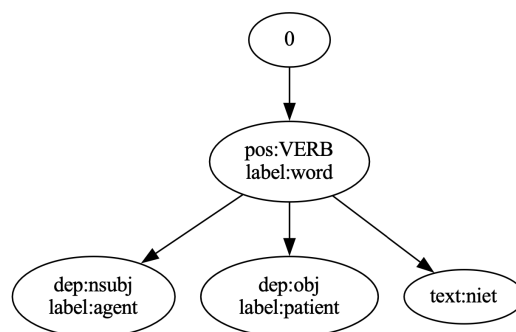 0
pos:VERB
label:word
dep:nsubj
label:agent
dep:obj
label:patient
text:niet